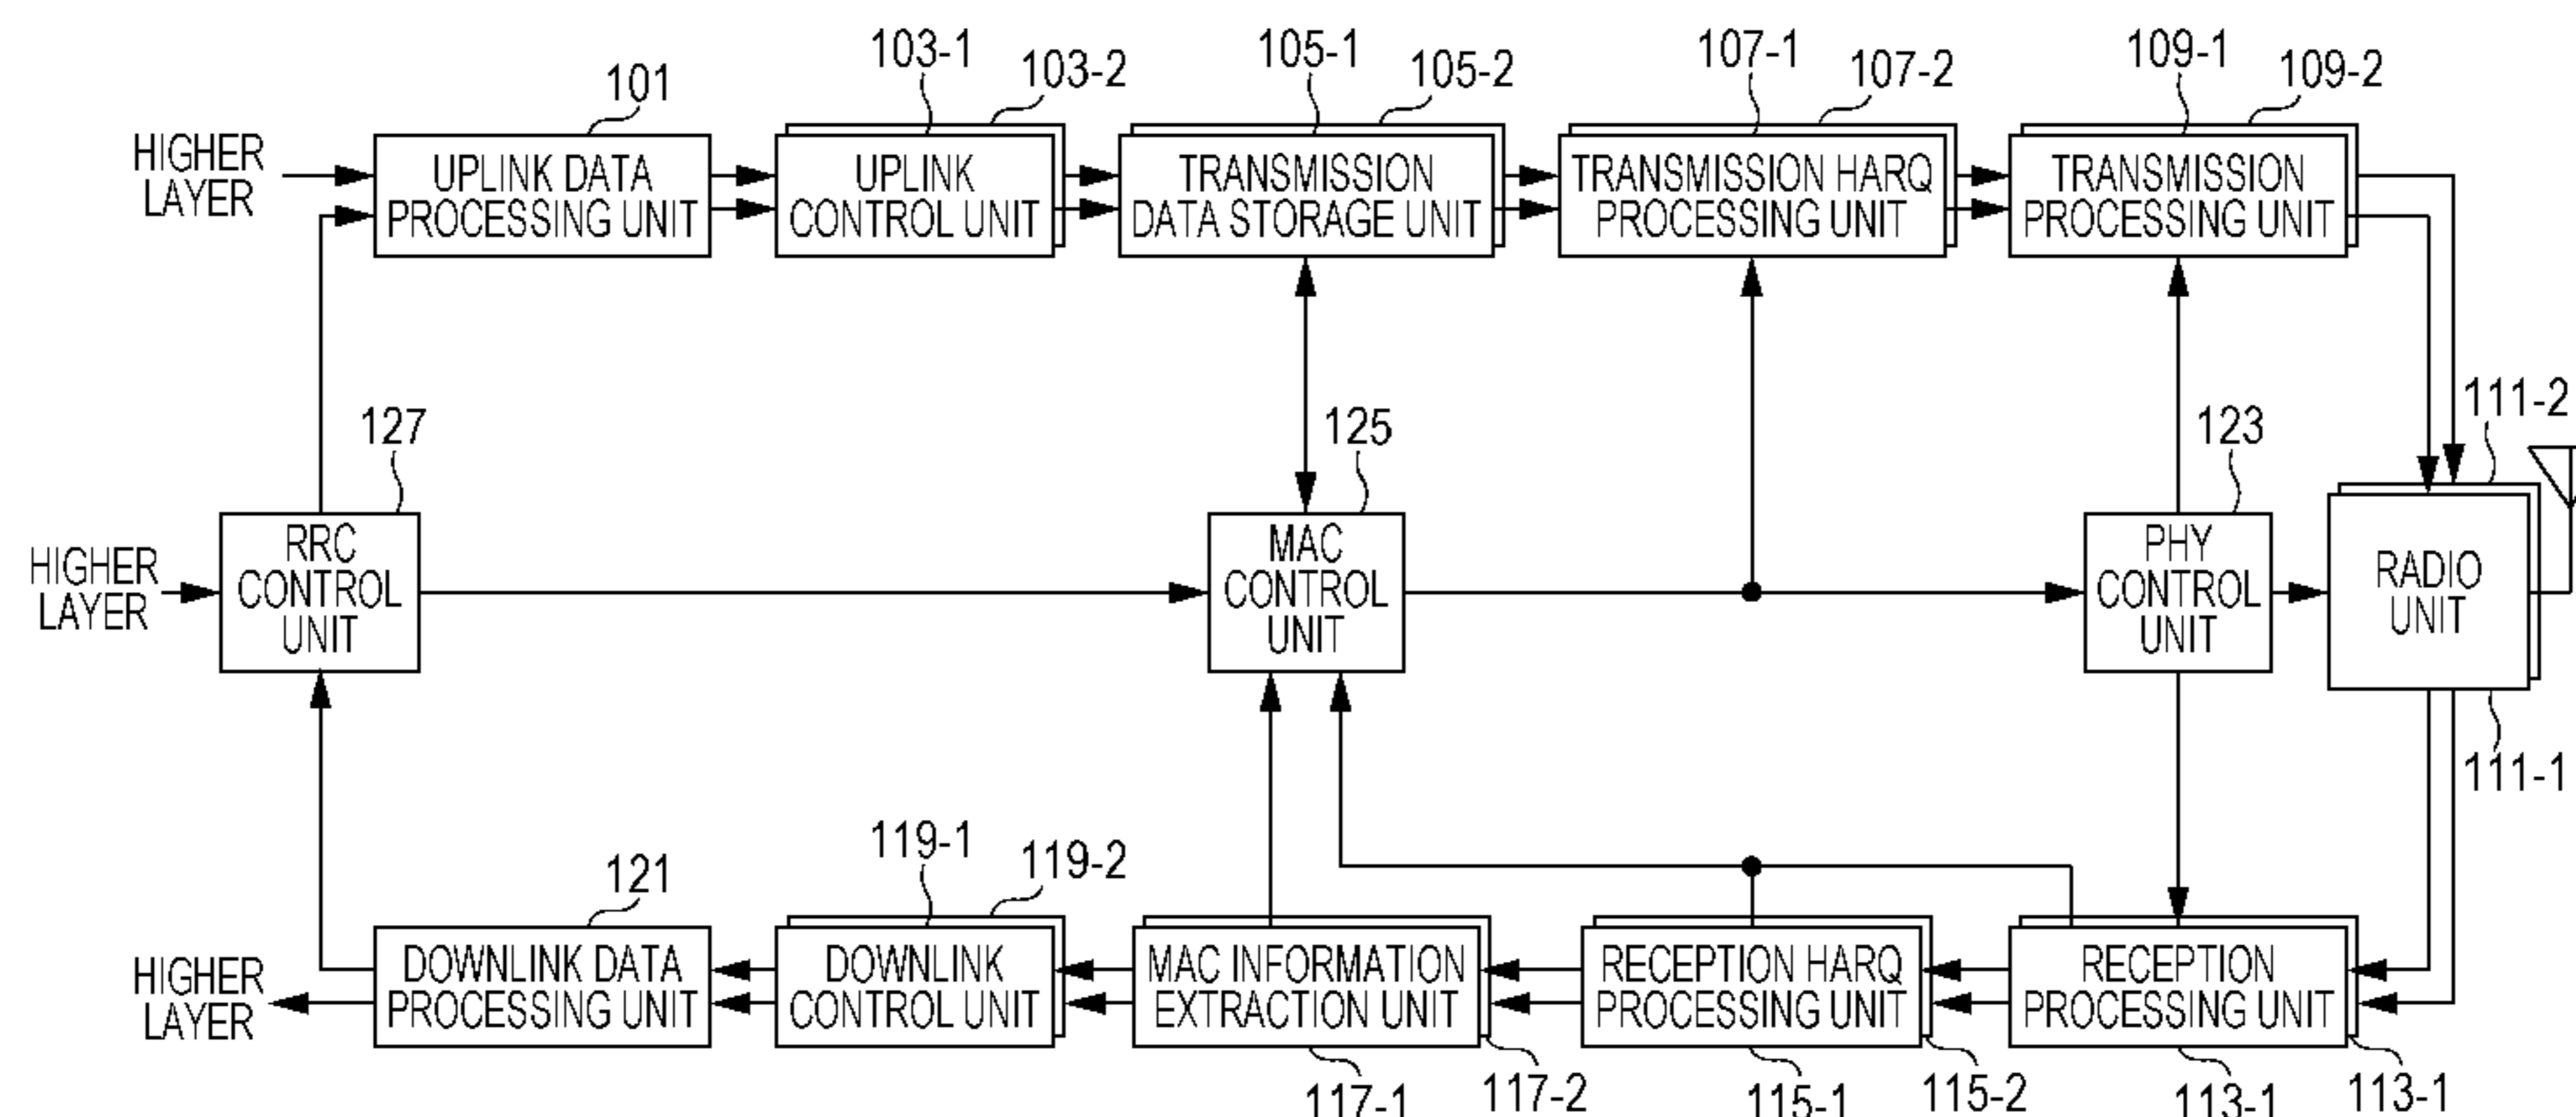 103-1
105-1
107-1
109-1
101
103-2
105-2
107-2
109-2
HIGHER
LAYER
UPLINK DATA
PROCESSING UNIT
UPLINK
CONTROL UNIT
TRANSMISSION
DATA STORAGE UNIT
TRANSMISSION HARQ
PROCESSING UNIT
TRANSMISSION
PROCESSING UNIT
127
125
123
111-2
HIGHER
LAYER
RRC
CONTROL
UNIT
MAC
CONTROL
UNIT
PHY
CONTROL
UNIT
RADIO
UNIT
111-1
119-1
119-2
121
HIGHER
LAYER
DOWNLINK DATA
PROCESSING UNIT
DOWNLINK
CONTROL UNIT
MAC INFORMATION
EXTRACTION UNIT
RECEPTION HARQ
PROCESSING UNIT
RECEPTION
PROCESSING UNIT
117-1
117-2
115-1
115-2
113-1
113-1